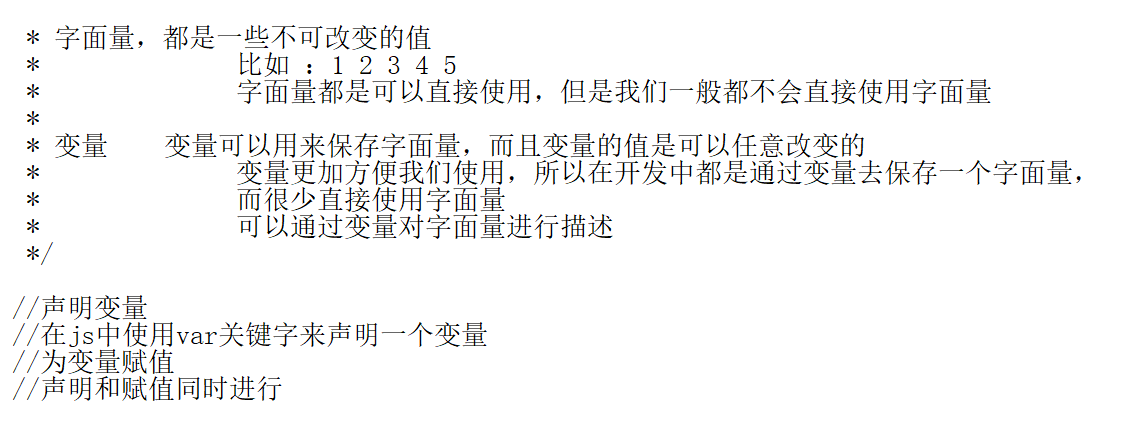 * 字面量，都是一些不可改变的值
* 比如 ：1 2 3 4 5
* 字面量都是可以直接使用，但是我们一般都不会直接使用字面量
*
* 变量 变量可以用来保存字面量，而且变量的值是可以任意改变的
* 变量更加方便我们使用，所以在开发中都是通过变量去保存一个字面量，
* 而很少直接使用字面量
* 可以通过变量对字面量进行描述
*/
//声明变量
//在js中使用var关键字来声明一个变量
//为变量赋值
//声明和赋值同时进行